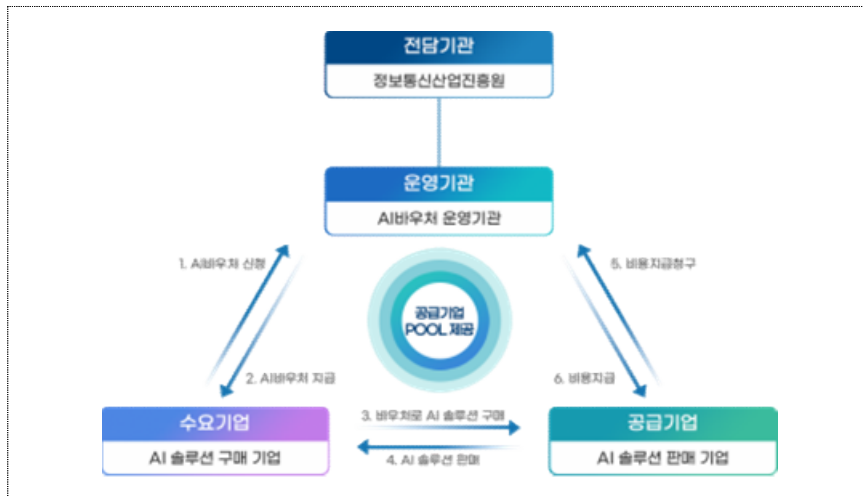 전담기관
정보통신산업진흥원
운영기관
AI바우처 운영기관
1. AI바우처 신청
5. 비용지급청구
공급기업
POOL 제공
2. AI바우처 지급
6. 비용지급
수요기업
AI 솔루션 구매 기업
3. 바우처로 AI 솔루션 구매
4. AI 솔루션 판매
공급기업
AI 솔루션 판매 기업